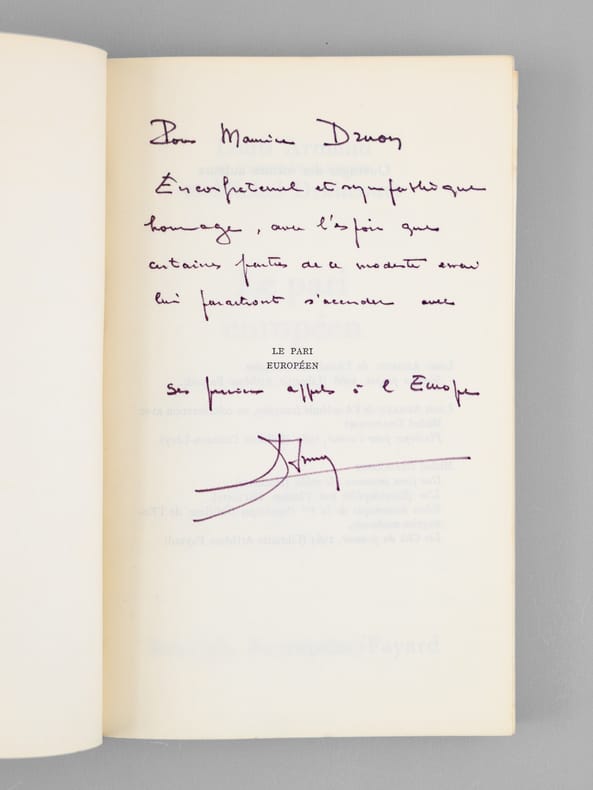 Pour Maurice Druon
En confraternel et sympathique
hommage, avec l'espoir que
certaines parties de ce modeste essai
lui paraîtront s'accorder avec
LE PARI
EUROPÉEN
ses précieux appels à l'Europe